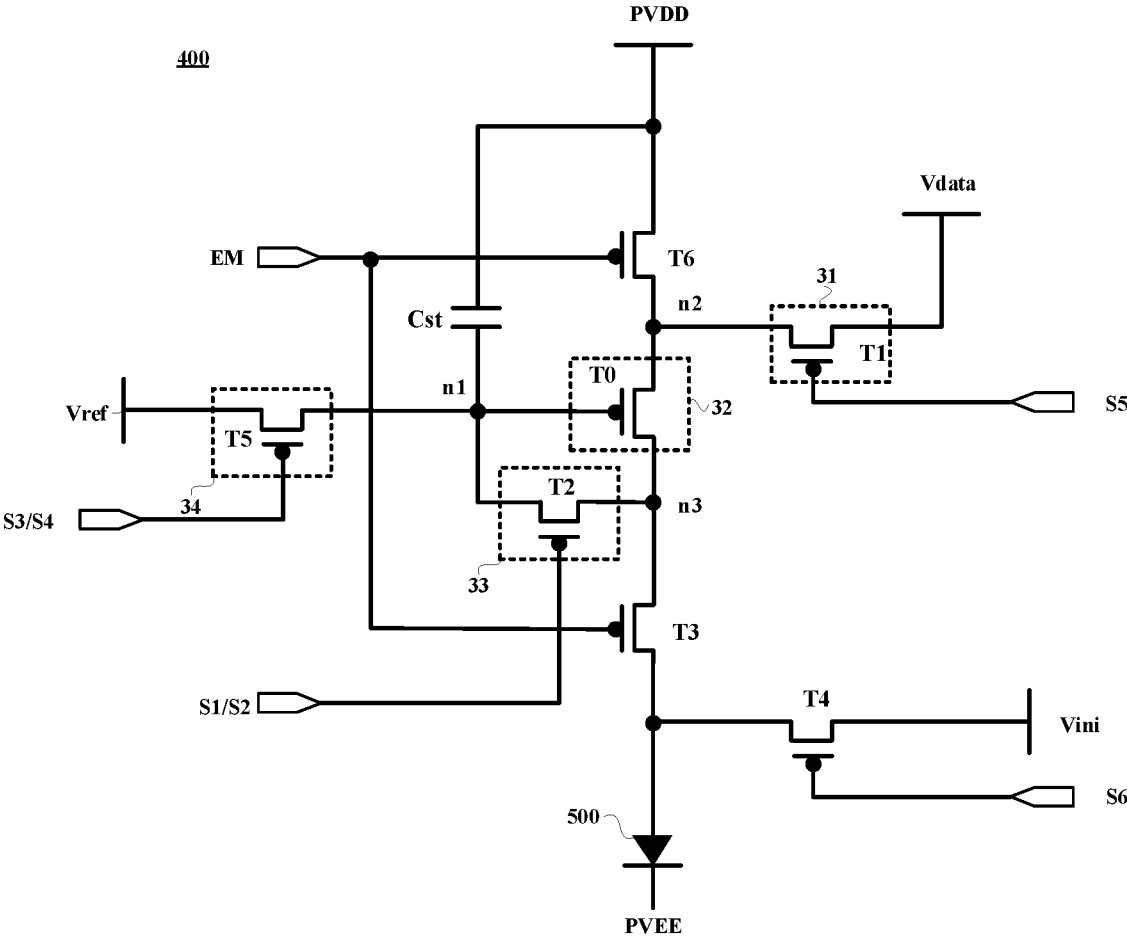 PVDD
400
Vdata
EM
T6
31
n2
Cst
T1
T0
n1
Vref
32
S5
T5
T2
34
n3
S3/S4
33
T3
S1/S2
T4
Vini
S6
500
PVEE